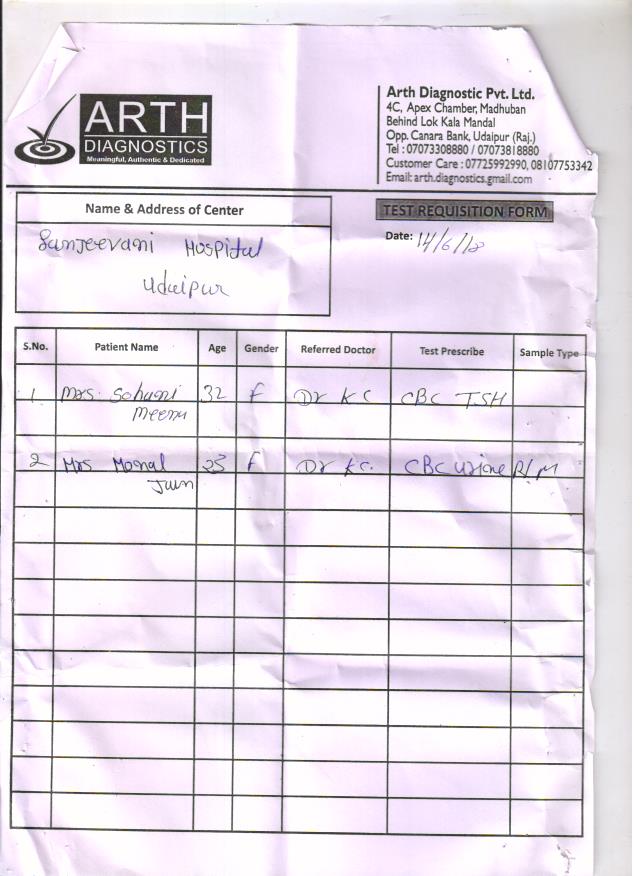 ARTH
DIAGNOSTICS
Meaningful, Authentic & Dedicated
Arth Diagnostic Pvt. Ltd.
4C, Apex Chamber, Madhuban
Behind Lok Kala Mandal
Opp. Canara Bank, Udaipur (Raj.)
Tel : 07073308880 / 07073818880
Customer Care : 07725992990, 08107753342
Email: arth.diagnostics.gmail.com
Name & Address of Center
TEST REQUISITION FORM
Sanjeevani Hospital
Udaipur
Date: 14/6/18
S.No. Patient Name Age Gender Referred Doctor Test Prescribe Sample Type
1 Mrs. Sohani 32 F Dr KC CBC TSH
Meena
2 Mrs 23 F Dr KC. CBC Urine R/M